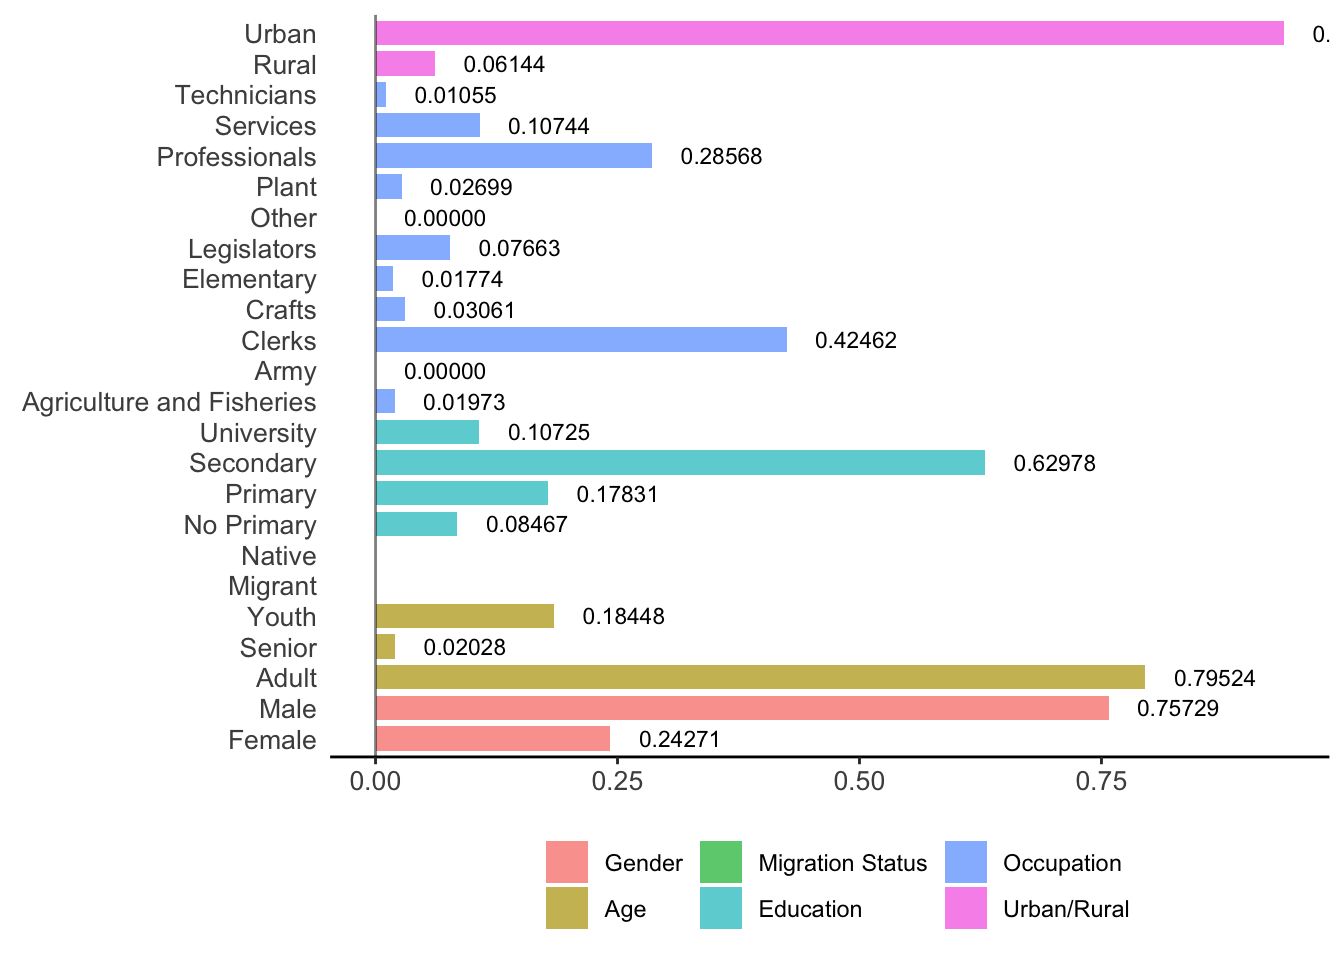 Urban 0.
Rural 0.06144
Technicians 0.01055
Services 0.10744
Professionals 0.28568
Plant 0.02699
Other 0.00000
Legislators 0.07663
Elementary 0.01774
Crafts 0.03061
Clerks 0.42462
Army 0.00000
Agriculture and Fisheries 0.01973
University 0.10725
Secondary 0.62978
Primary 0.17831
No Primary 0.08467
Native
Migrant
Youth 0.18448
Senior 0.02028
Adult 0.79524
Male 0.75729
Female 0.24271
0.00 0.25 0.50 0.75
Gender Migration Status Occupation
Age Education Urban/Rural